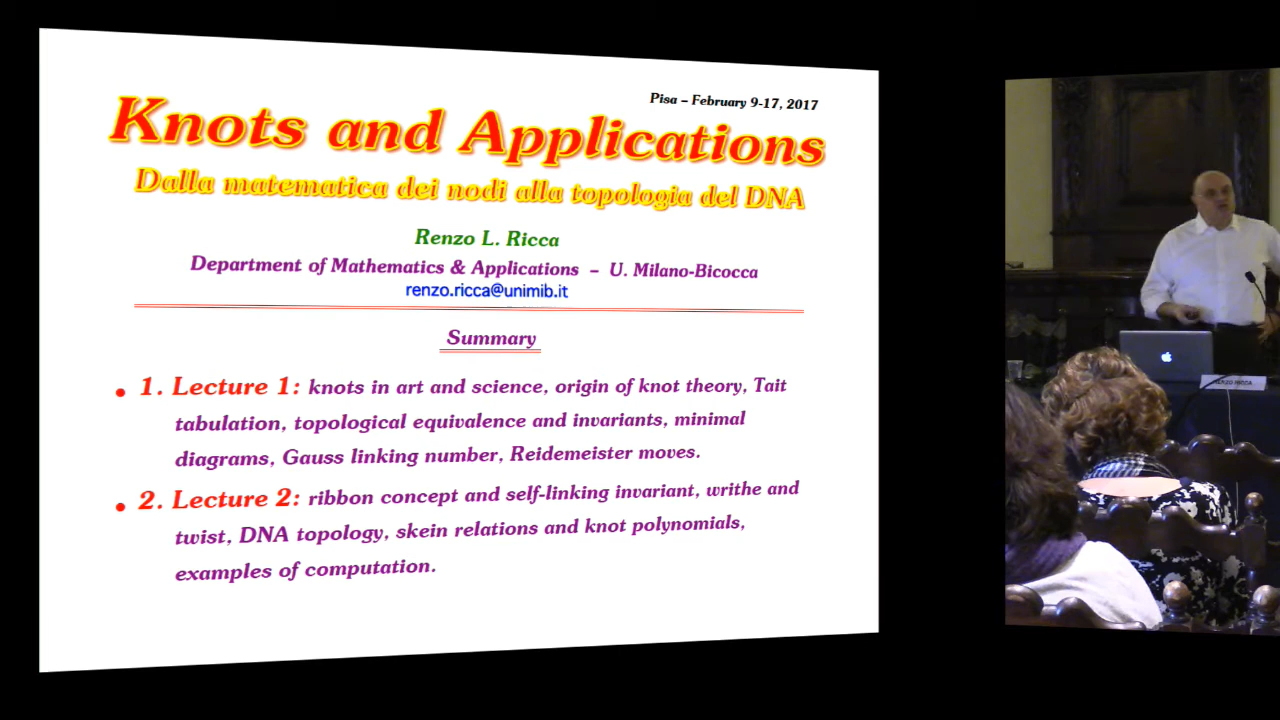 Pisa – February 9-17, 2017
Knots and Applications
Dalla matematica dei nodi alla topologia del DNA
Renzo L. Ricca
Department of Mathematics & Applications – U. Milano-Bicocca
renzo.ricca@unimib.it
Summary
• 1. Lecture 1: knots in art and science, origin of knot theory, Tait
tabulation, topological equivalence and invariants, minimal
diagrams, Gauss linking number, Reidemeister moves.
• 2. Lecture 2: ribbon concept and self-linking invariant, writhe and
twist, DNA topology, skein relations and knot polynomials,
examples of computation.
RENZO RICCA